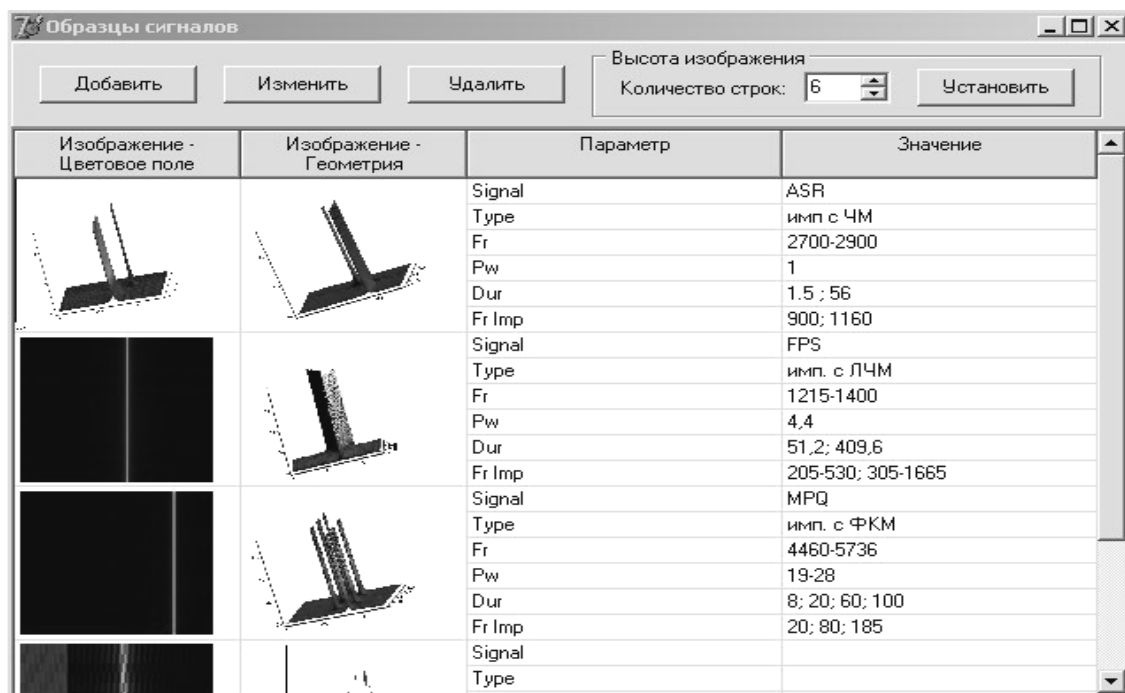 Образцы сигналов
Добавить Изменить Удалить
Высота изображения
Количество строк: 6 Установить
Изображение - Цветовое поле Изображение - Геометрия Параметр Значение
Signal ASR
Type имп с ЧМ
Fr 2700-2900
Pw 1
Dur 1.5 ; 56
Fr Imp 900; 1160
Signal FPS
Type имп. с ЛЧМ
Fr 1215-1400
Pw 4,4
Dur 51,2; 409,6
Fr Imp 205-530; 305-1665
Signal MPQ
Type имп. с ФКМ
Fr 4460-5736
Pw 19-28
Dur 8; 20; 60; 100
Fr Imp 20; 80; 185
Signal
Type